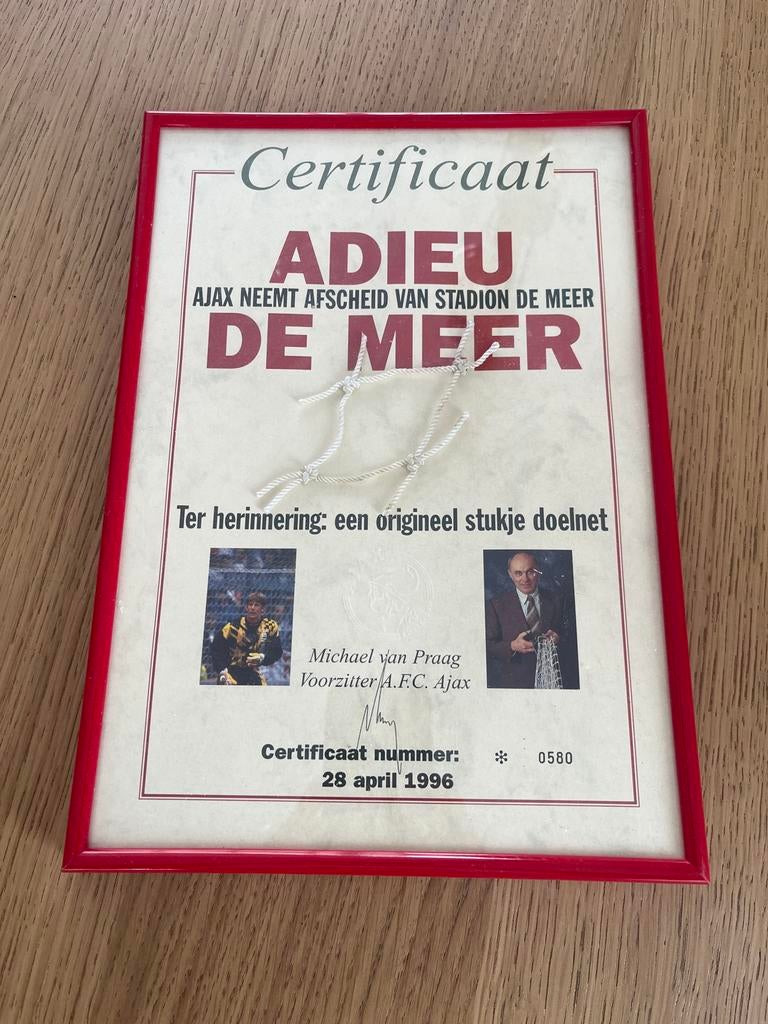 Certificaat
ADIEU
AJAX NEEMT AFSCHEID VAN STADION DE MEER
DE MEER
Ter herinnering: een origineel stukje doelnet
Michael van Praag
Voorzitter A.F.C. Ajax
Certificaat nummer: * 0580
28 april 1996